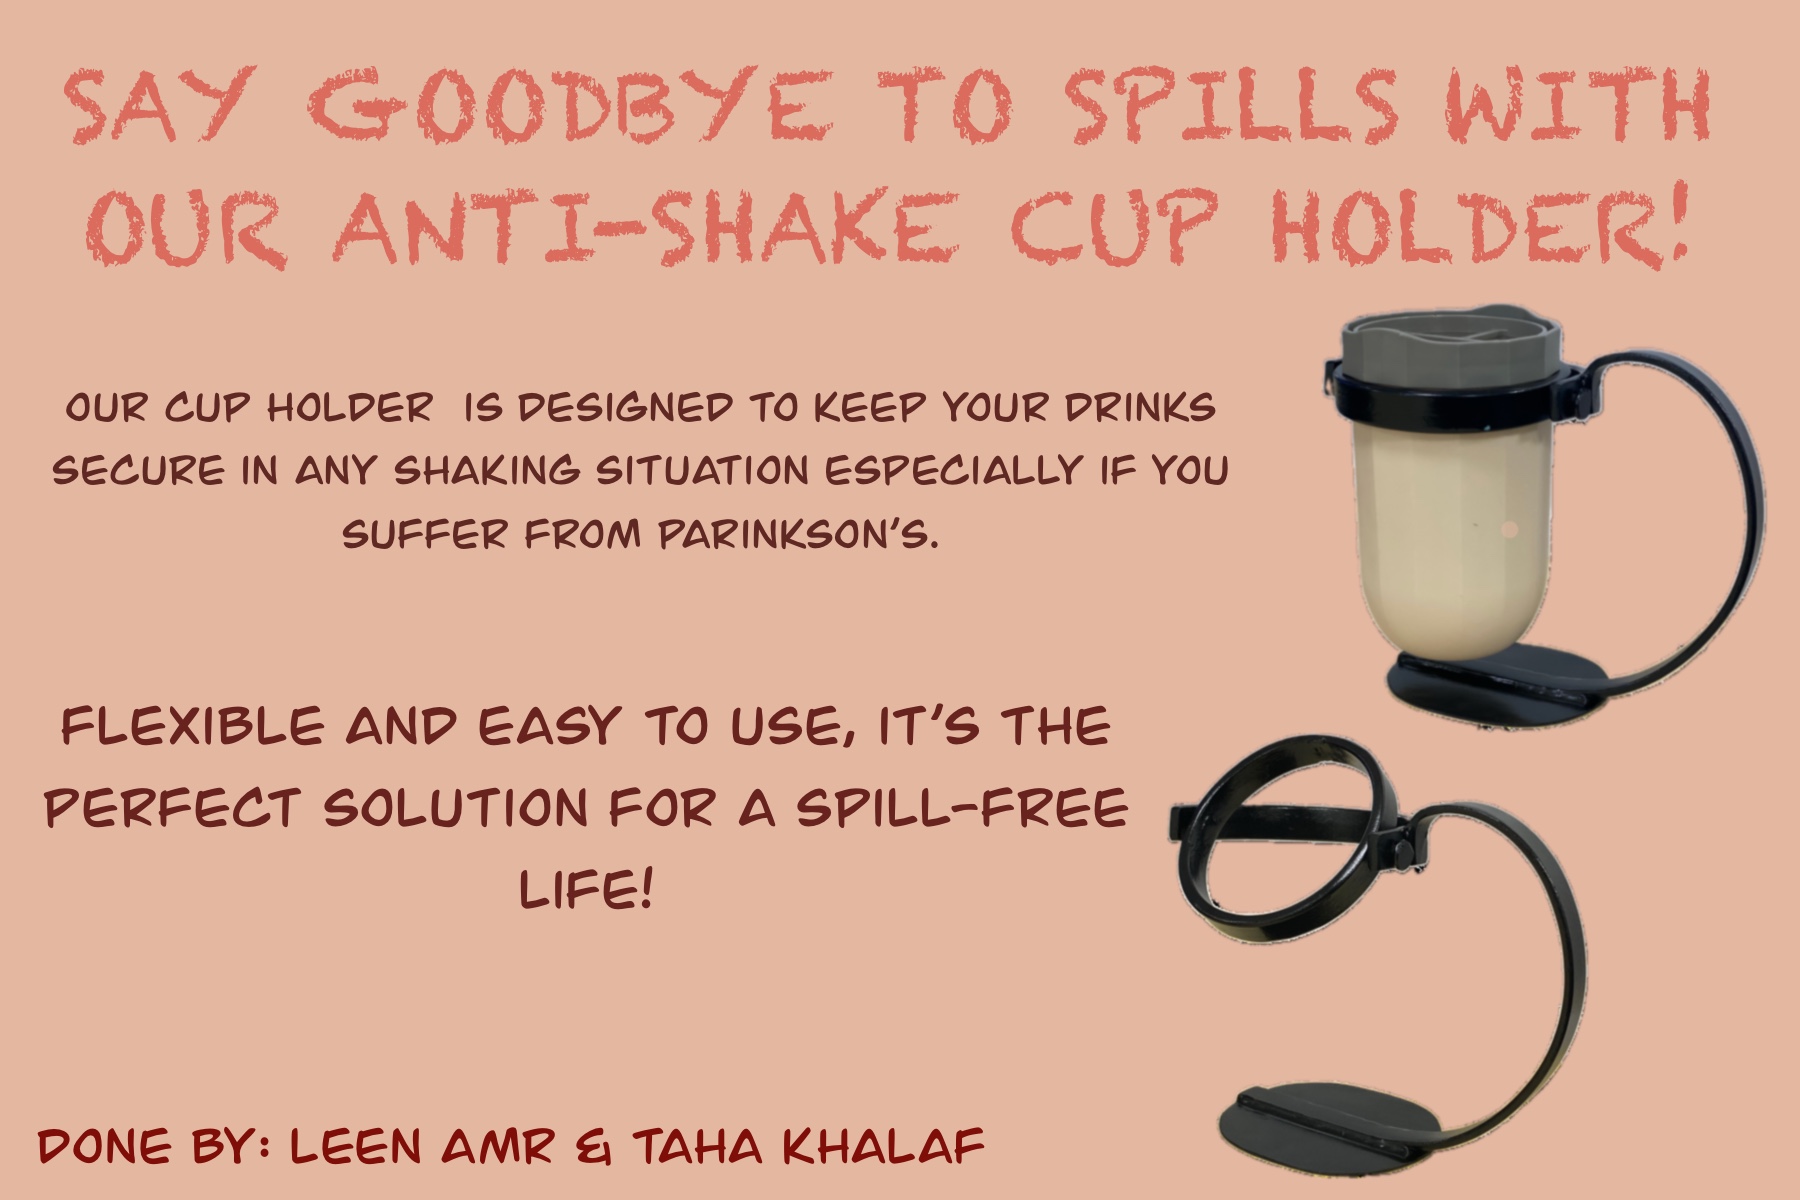 SAY GOODBYE TO SPILLS WITH
OUR ANTI-SHAKE CUP HOLDER!
OUR CUP HOLDER IS DESIGNED TO KEEP YOUR DRINKS
SECURE IN ANY SHAKING SITUATION ESPECIALLY IF YOU
SUFFER FROM PARINKSON'S.
FLEXIBLE AND EASY TO USE, IT'S THE
PERFECT SOLUTION FOR A SPILL-FREE
LIFE!
DONE BY: LEEN AMR & TAHA KHALAF